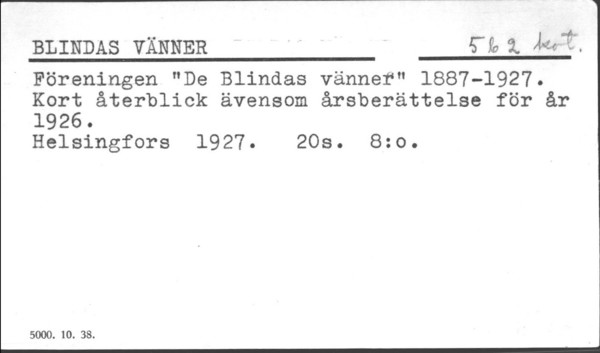 BLINDAS VÄNNER 562 kort.
Föreningen "De Blindas vänner" 1887-1927.
Kort återblick ävensom årsberättelse för år
1926.
Helsingfors 1927. 20s. 8:o.
5000. 10. 38.